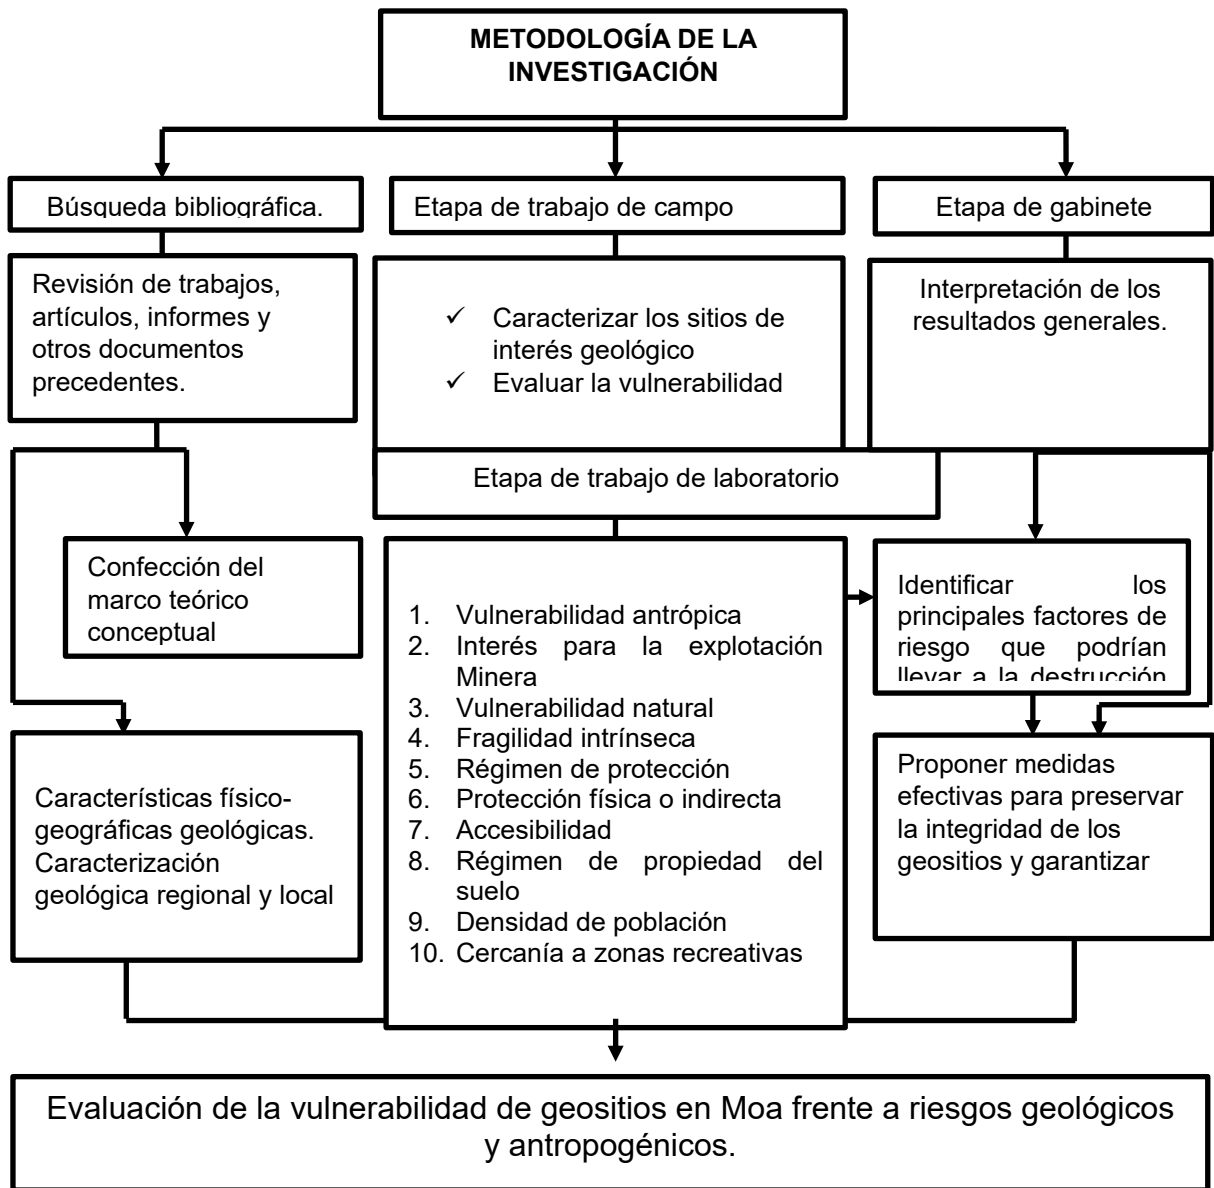 METODOLOGÍA DE LA
INVESTIGACIÓN
Búsqueda bibliográfica.
Etapa de trabajo de campo
Etapa de gabinete
Revisión de trabajos,
artículos, informes y
otros documentos
precedentes.
✓ Caracterizar los sitios de
interés geológico
✓ Evaluar la vulnerabilidad
Interpretación de los
resultados generales.
Etapa de trabajo de laboratorio
Confección del
marco teórico
conceptual
1. Vulnerabilidad antrópica
2. Interés para la explotación
Minera
3. Vulnerabilidad natural
4. Fragilidad intrínseca
5. Régimen de protección
6. Protección física o indirecta
7. Accesibilidad
8. Régimen de propiedad del
suelo
9. Densidad de población
10. Cercanía a zonas recreativas
Identificar los
principales factores de
riesgo que podrían
llevar a la destrucción
Características físico-
geográficas geológicas.
Caracterización
geológica regional y local
Proponer medidas
efectivas para preservar
la integridad de los
geositios y garantizar
Evaluación de la vulnerabilidad de geositios en Moa frente a riesgos geológicos
y antropogénicos.